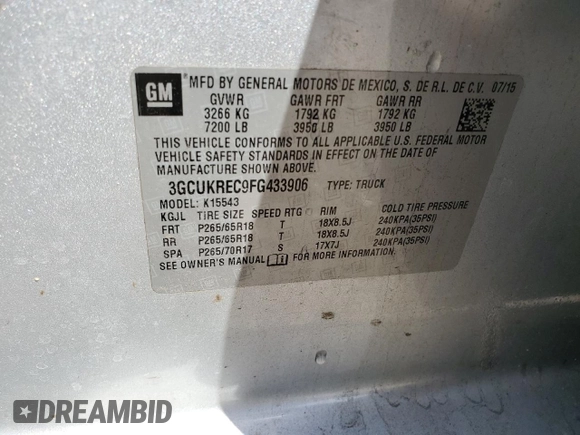 GM
MFD BY GENERAL MOTORS DE MEXICO, S. DE R.L. DE C.V. 07/15
GVWR GAWR FRT GAWR RR
3266 KG 1792 KG 1792 KG
7200 LB 3950 LB 3950 LB
THIS VEHICLE CONFORMS TO ALL APPLICABLE U.S. FEDERAL MOTOR
VEHICLE SAFETY STANDARDS IN EFFECT ON THE DATE OF
MANUFACTURE SHOWN ABOVE.
3GCUKREC9FG433906 TYPE: TRUCK
MODEL: K15543
KGJL TIRE SIZE SPEED RTG RIM COLD TIRE PRESSURE
FRT P265/65R18 T 18X8.5J 240KPA(35PSI)
RR P265/65R18 T 18X8.5J 240KPA(35PSI)
SPA P265/70R17 S 17X7J 240KPA(35PSI)
SEE OWNER'S MANUAL FOR MORE INFORMATION.
DREAMBID